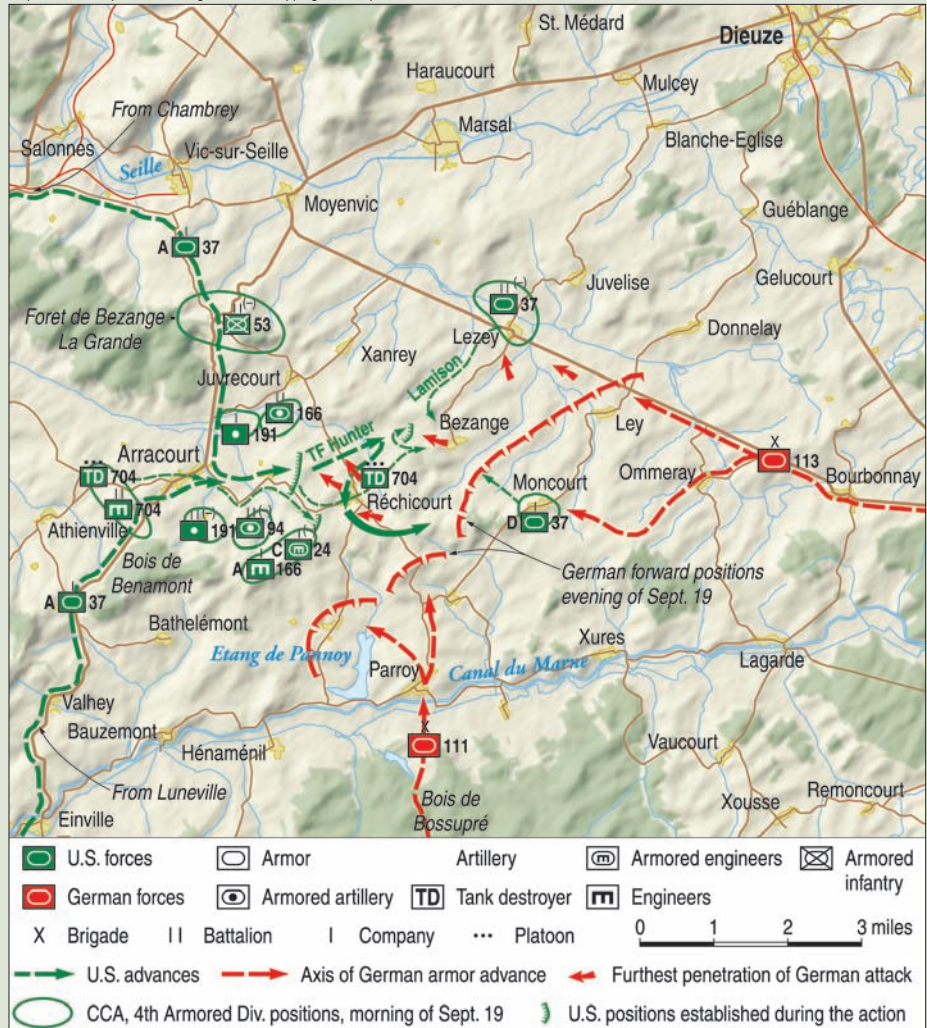 St. Médard
Dieuze
Haraucourt
Mulcey
From Chambrey
Marsal
Blanche-Eglise
Salonnes
Vic-sur-Seille
Seille
Moyenvic
Guéblange
A 37
Juvelise
Gelucourt
(-)
37
Foret de Bezange -
La Grande
(-)
53
Lezey
Donnelay
Xanrey
Lamison
Juvrecourt
166
Bezange
Ley
191
TF Hunter
X
113
Arracourt
704
TD
TD 704
Moncourt
Ommeray
Bourbonnay
Réchicourt
704
Athienville
191 (-)
(-)
94
D 37
C 24
Bois de
Benamont
A 166
German forward positions
evening of Sept. 19
A 37
Bathelémont
Xures
Etang de Pannoy
Parroy
Canal du Marne
Lagarde
Valhey
Bauzemont
X
111
Vaucourt
Hénaménil
From Luneville
Bois de
Bossupré
Remoncourt
Xousse
Einville
U.S. forces
Armor
Artillery
Armored engineers
Armored
infantry
German forces
Armored artillery
TD Tank destroyer
Engineers
X Brigade
II Battalion
I Company
••• Platoon
0 1 2 3 miles
U.S. advances
Axis of German armor advance
Furthest penetration of German attack
CCA, 4th Armored Div. positions, morning of Sept. 19
U.S. positions established during the action